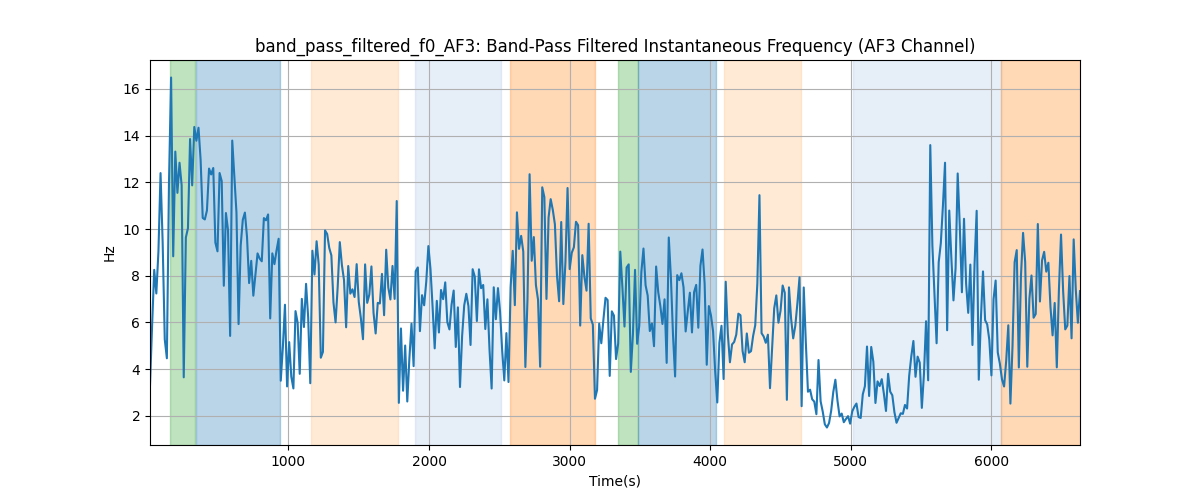 band_pass_filtered_f0_AF3: Band-Pass Filtered Instantaneous Frequency (AF3 Channel)
16
14
12
10
8
6
4
2
Hz
1000 2000 3000 4000 5000 6000
Time(s)